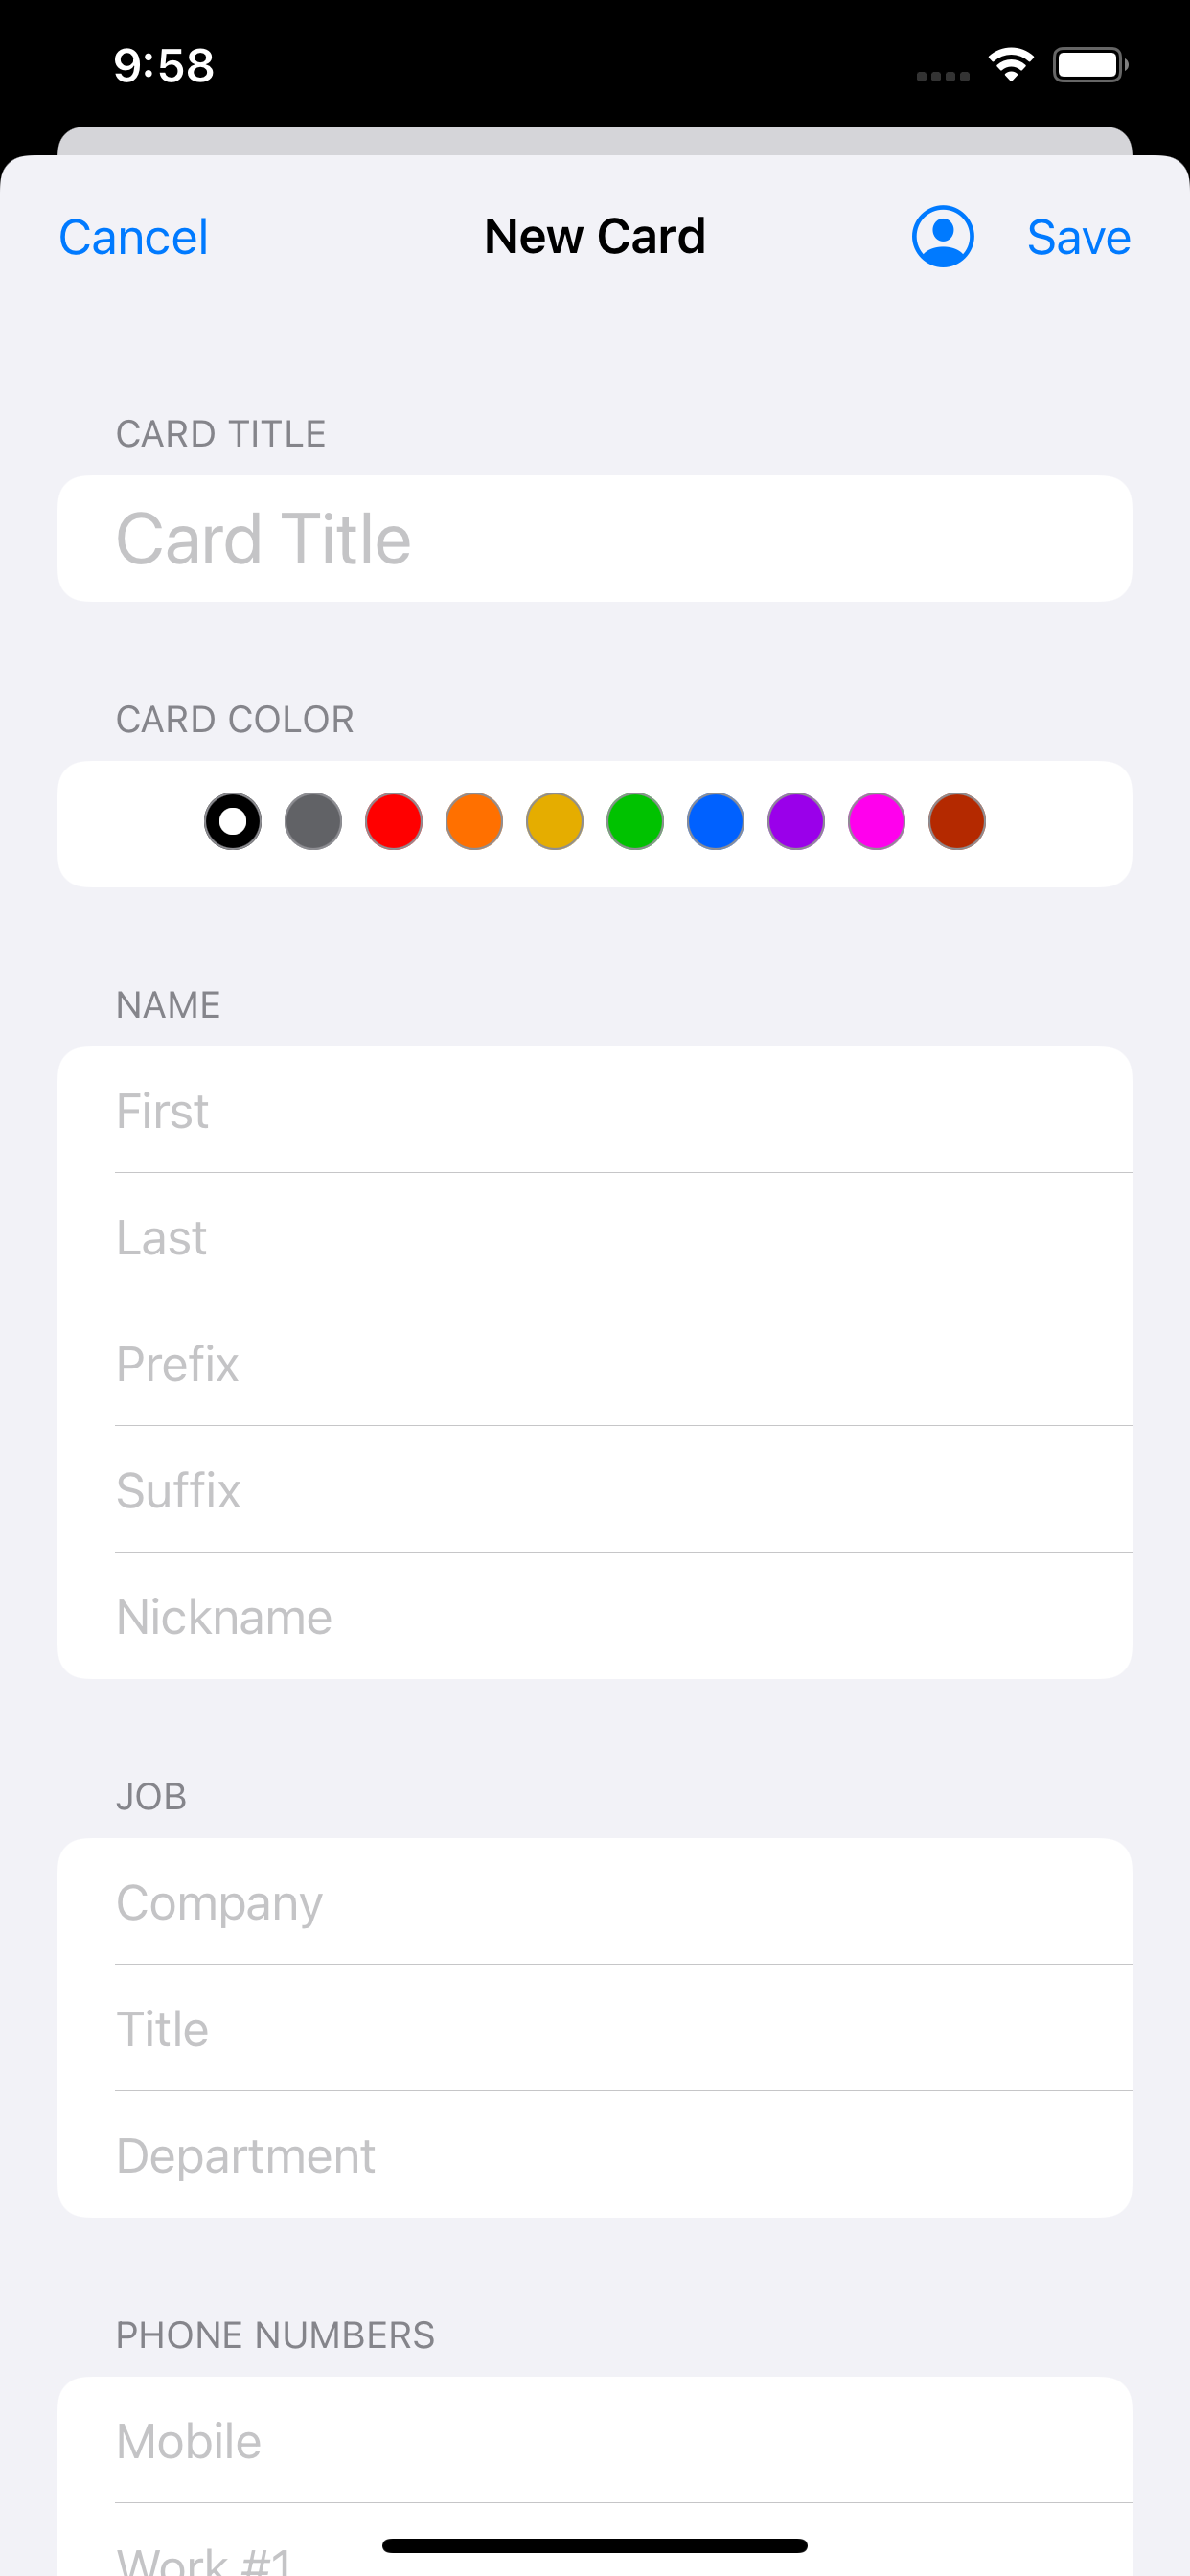 9:58
Cancel New Card Save
CARD TITLE
Card Title
CARD COLOR
NAME
First
Last
Prefix
Suffix
Nickname
JOB
Company
Title
Department
PHONE NUMBERS
Mobile
Work #1